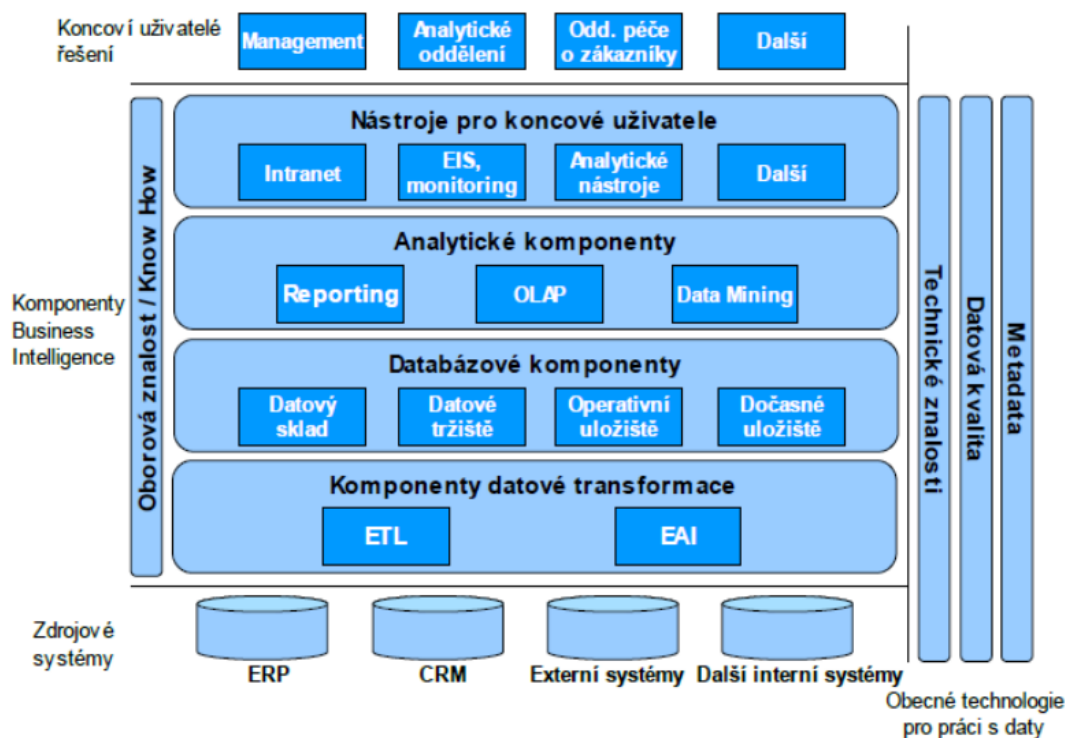 Koncoví uživatelé
řešení
Management
Analytické
oddělení
Odd. péče
o zákazníky
Další
Nástroje pro koncové uživatele
Intranet
EIS,
monitoring
Analytické
nástroje
Další
Analytické komponenty
Reporting
OLAP
Data Mining
Komponenty
Business
Intelligence
Oborová znalost / Know How
Databázové komponenty
Datový
sklad
Datové
tržiště
Operativní
uložiště
Dočasné
uložiště
Komponenty datové transformace
ETL
EAI
Technické znalosti
Datová kvalita
Metadata
Zdrojové
systémy
ERP
CRM
Externí systémy
Další interní systémy
Obecné technologie
pro práci s daty